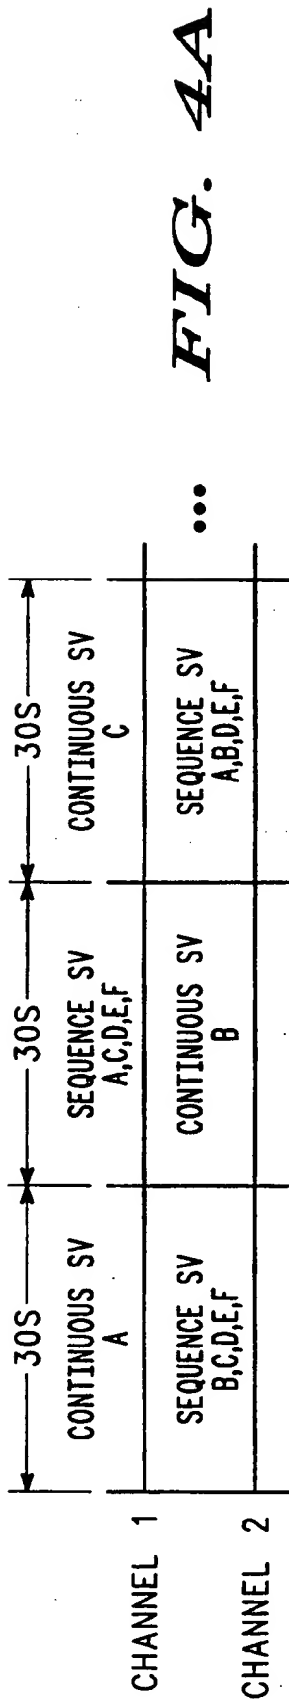 30S 30S 30S
CONTINUOUS SV SEQUENCE SV CONTINUOUS SV
A A,C,D,E,F C
CHANNEL 1
SEQUENCE SV CONTINUOUS SV SEQUENCE SV
B,C,D,E,F B A,B,D,E,F
...
CHANNEL 2
FIG. 4A